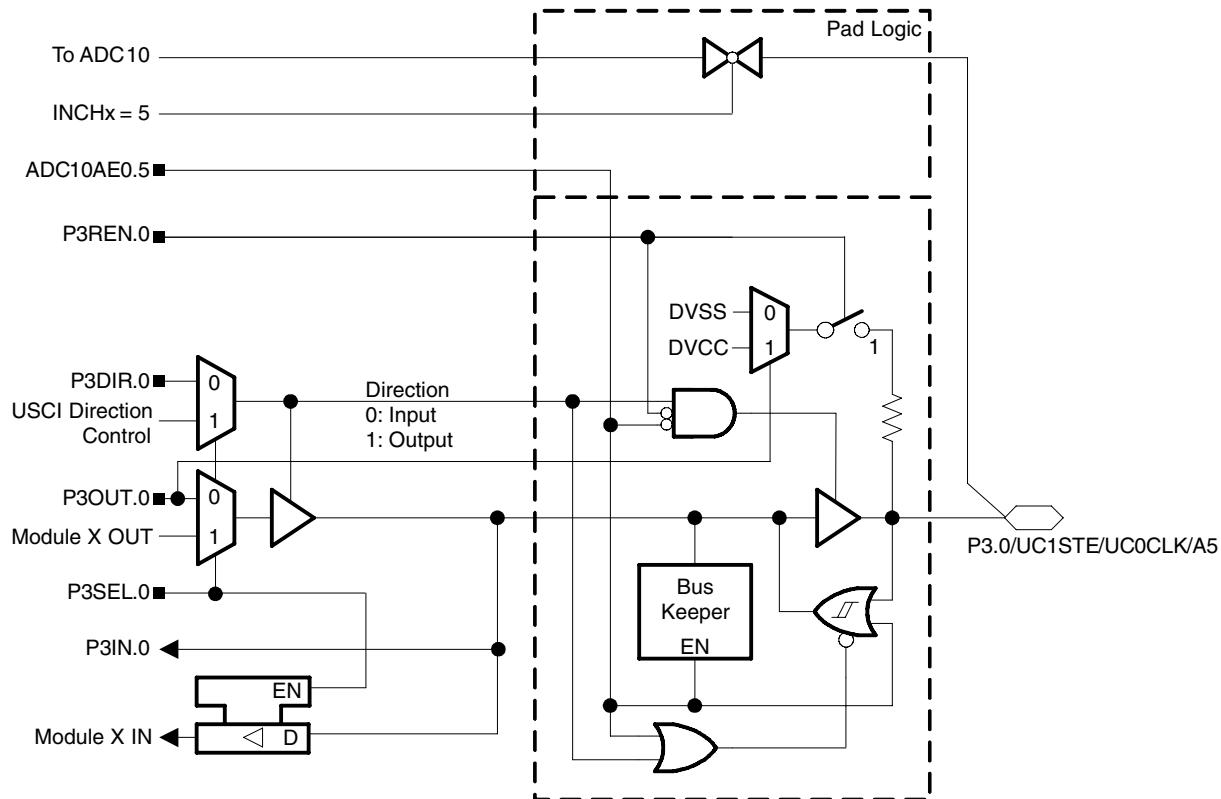 Pad Logic
To ADC10
INCHx = 5
ADC10AE0.5
P3REN.0
DVSS
0
DVCC
1
1
P3DIR.0
0
USCI Direction
Control
1
Direction
0: Input
1: Output
P3OUT.0
0
Module X OUT
1
P3.0/UC1STE/UC0CLK/A5
P3SEL.0
Bus
Keeper
EN
P3IN.0
EN
Module X IN
D